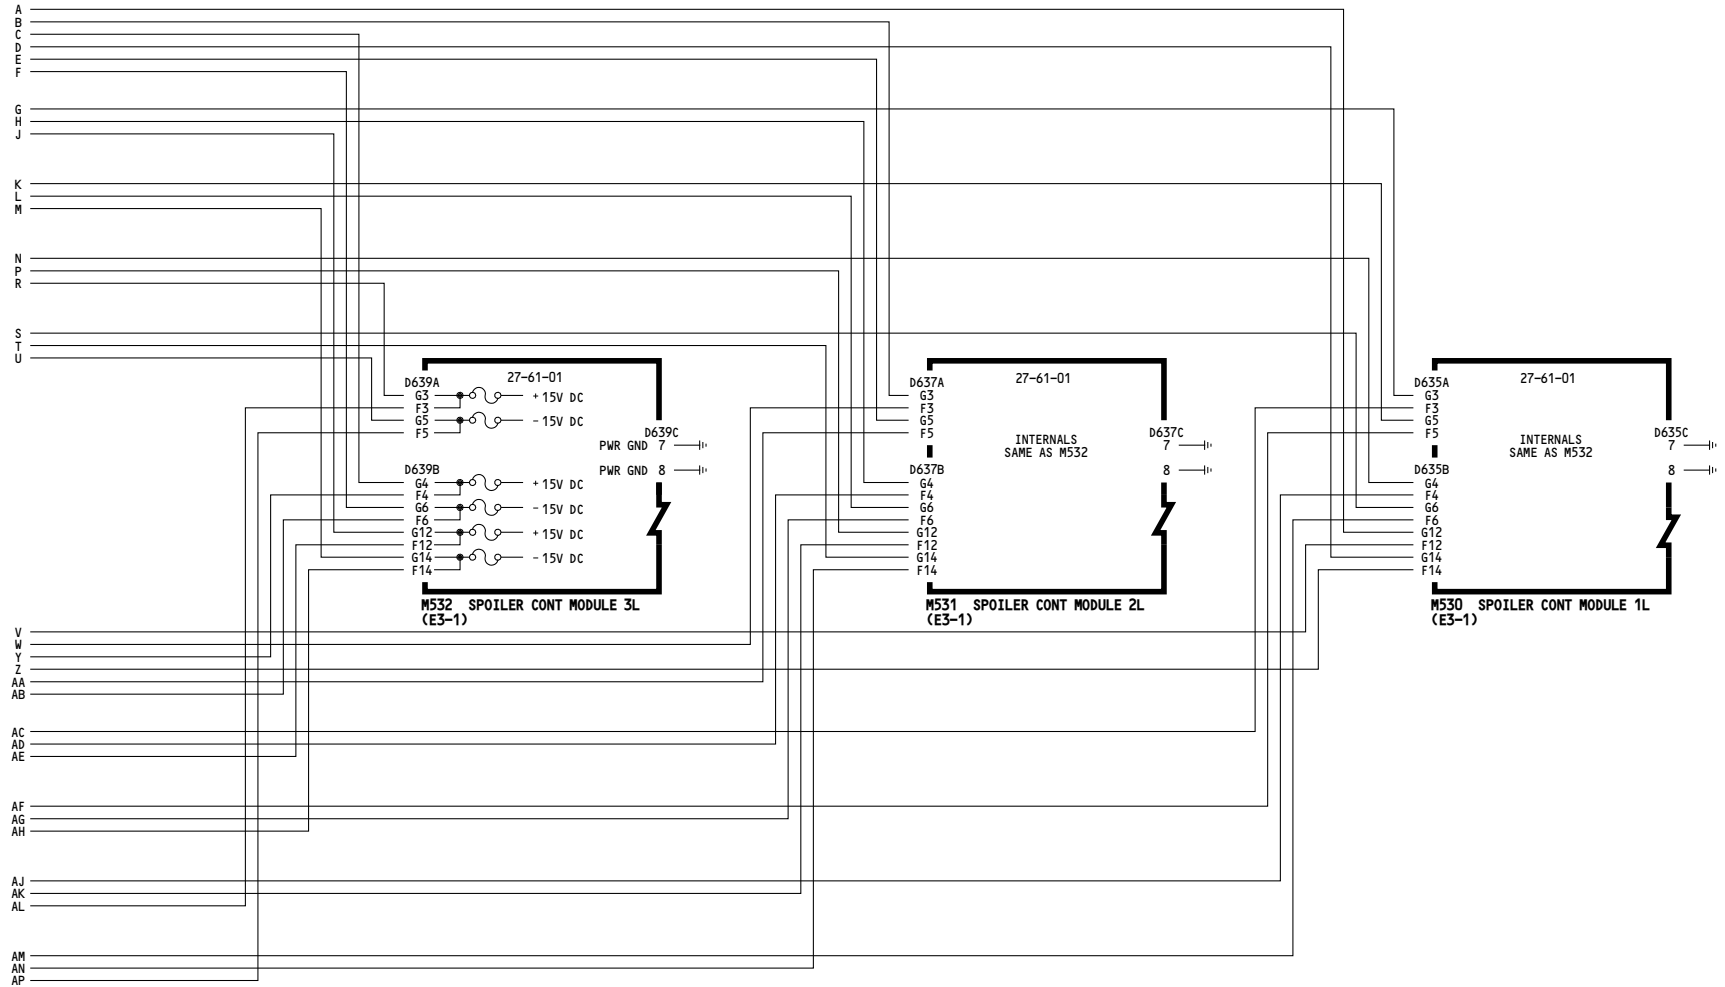 A
B
C
D
E
F
G
H
J
K
L
M
N
P
R
S
T
U
27-61-01
D639A
G3
+15V DC
F3
G5
-15V DC
F5
D639C
PWR GND 7
PWR GND 8
D639B
G4
+15V DC
F4
G6
-15V DC
F6
G12
+15V DC
F12
G14
-15V DC
F14
M532 SPOILER CONT MODULE 3L
(E3-1)
27-61-01
D637A
G3
F3
G5
F5
INTERNALS
SAME AS M532
D637C
7
8
D637B
G4
F4
G6
F6
G12
F12
G14
F14
M531 SPOILER CONT MODULE 2L
(E3-1)
27-61-01
D635A
G3
F3
G5
F5
INTERNALS
SAME AS M532
D635C
7
8
D635B
G4
F4
G6
F6
G12
F12
G14
F14
M530 SPOILER CONT MODULE 1L
(E3-1)
V
W
Y
Z
AA
AB
AC
AD
AE
AF
AG
AH
AJ
AK
AL
AM
AN
AP